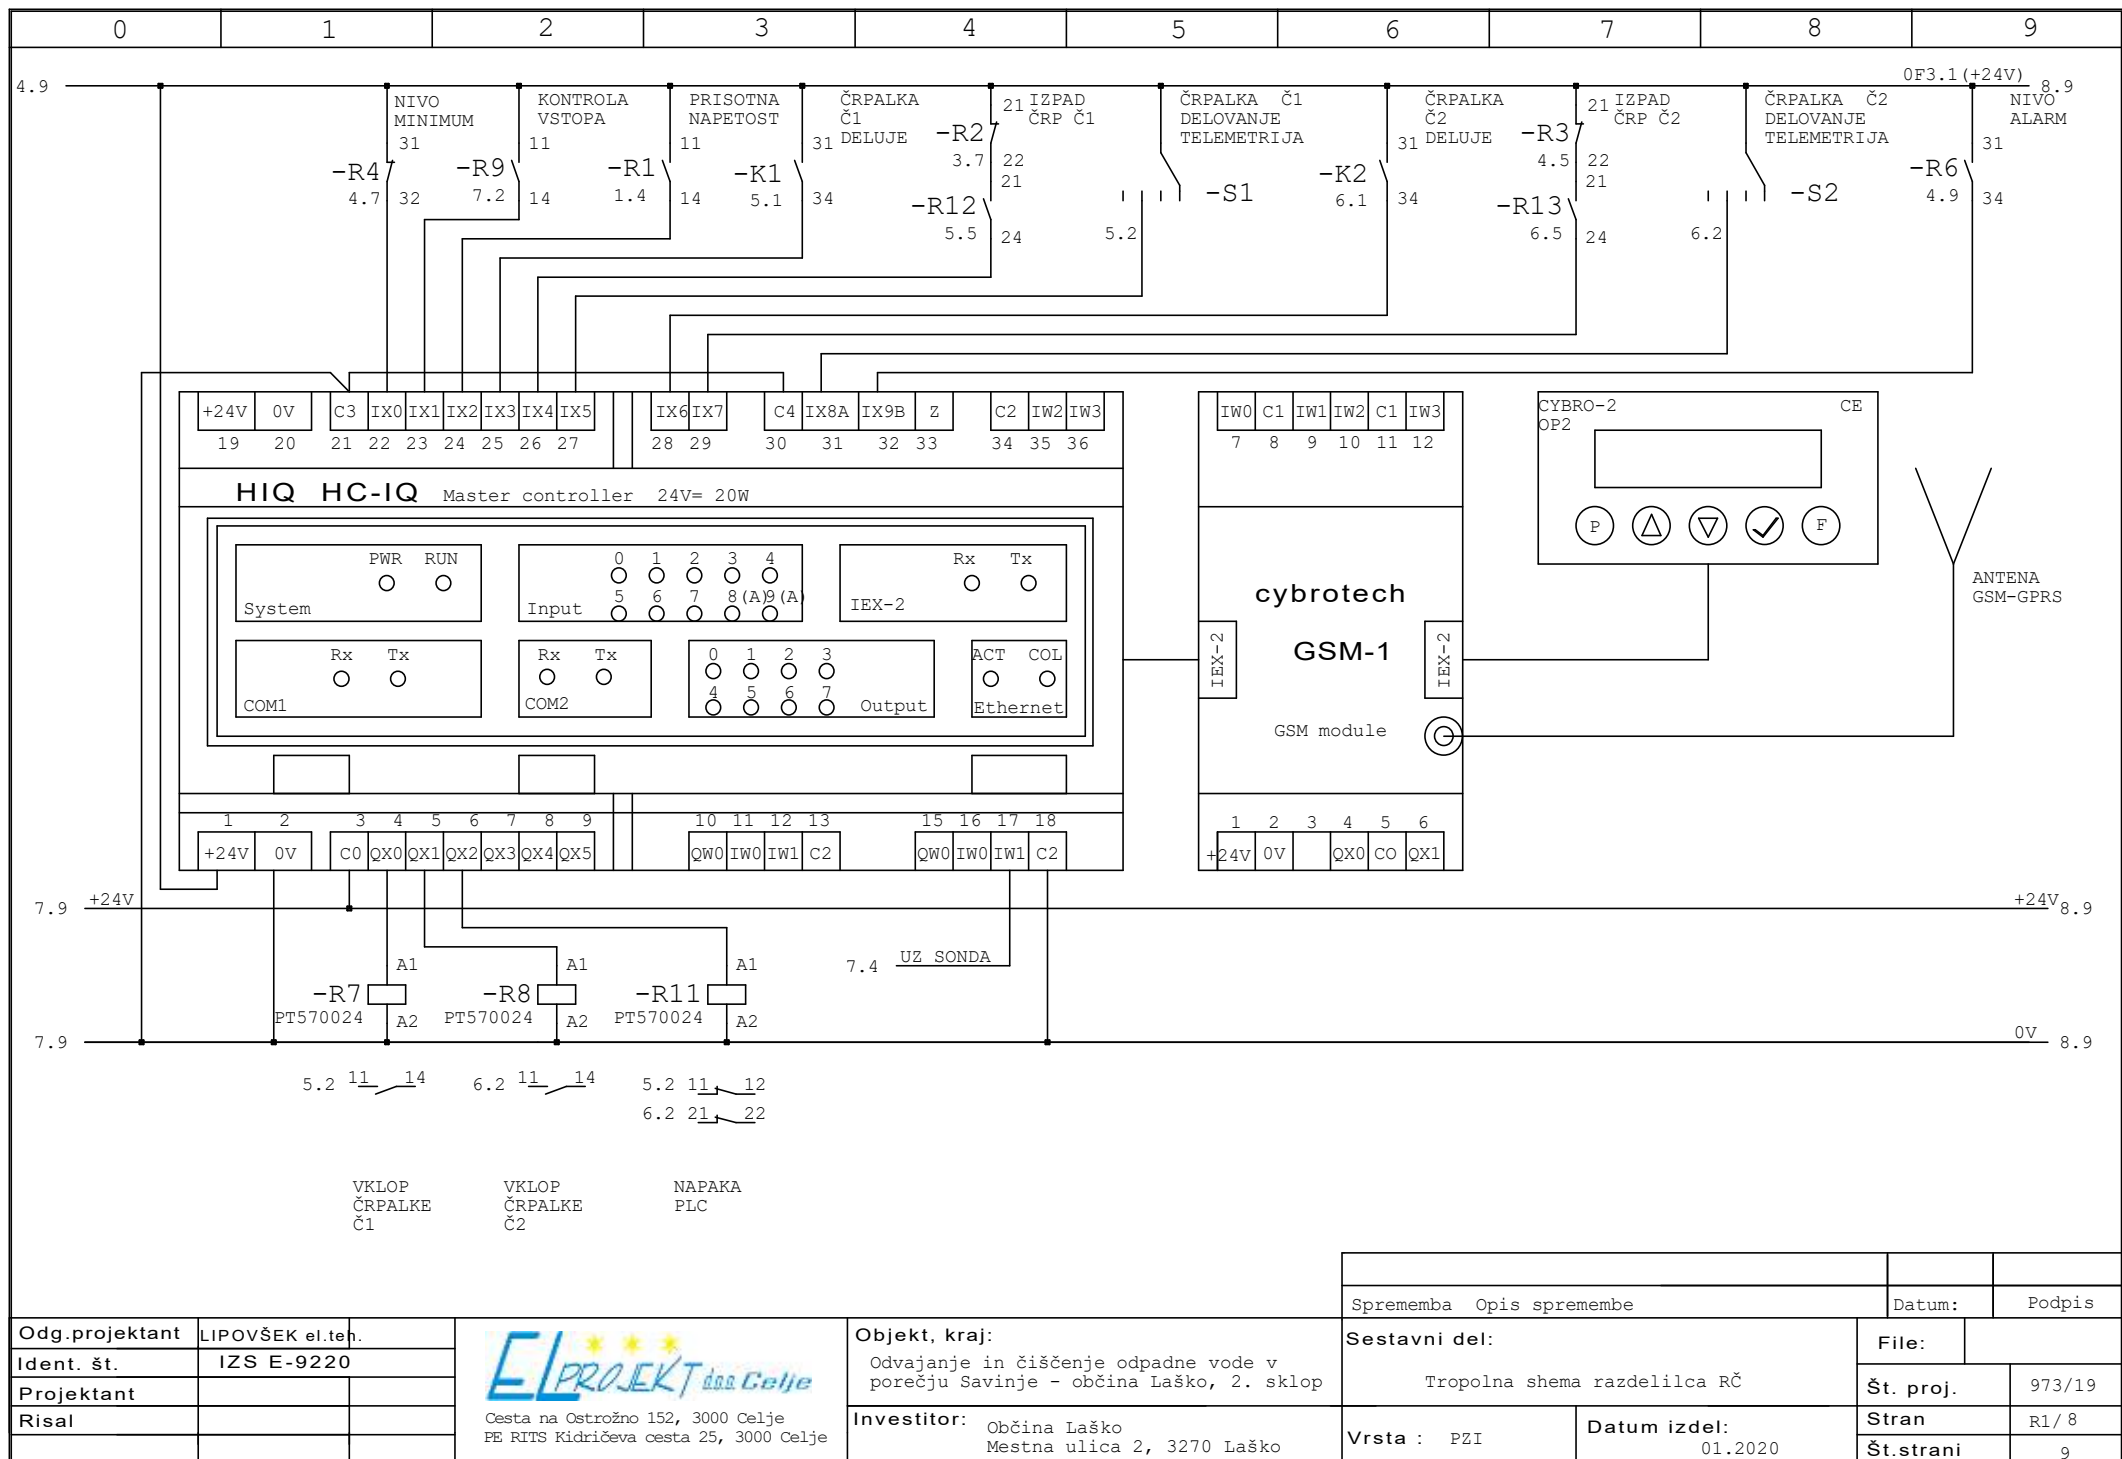 0 1 2 3 4 5 6 7 8 9
4.9
0F3.1(+24V)
8.9
NIVO
MINIMUM
31
-R4
4.7 32
KONTROLA
VSTOPA
11
-R9
7.2 14
PRISOTNA
NAPETOST
11
-R1
1.4 14
ČRPALKA
Č1
31 DELUJE
-K1
5.1 34
21 IZPAD
ČRP Č1
-R2
3.7 22
21
-R12
5.5 24
ČRPALKA Č1
DELOVANJE
TELEMETRIJA
-S1
5.2
ČRPALKA
Č2
31 DELUJE
-K2
6.1 34
21 IZPAD
ČRP Č2
-R3
4.5 22
21
-R13
6.5 24
ČRPALKA Č2
DELOVANJE
TELEMETRIJA
-S2
6.2
NIVO
ALARM
31
-R6
4.9 34
+24V 0V C3 IX0 IX1 IX2 IX3 IX4 IX5 IX6 IX7 C4 IX8A IX9B Z C2 IW2 IW3
19 20 21 22 23 24 25 26 27 28 29 30 31 32 33 34 35 36
HIQ HC-IQ Master controller 24V= 20W
PWR RUN
System
0 1 2 3 4
5 6 7 8(A) 9(A)
Input
Rx Tx
IEX-2
Rx Tx
COM1
Rx Tx
COM2
0 1 2 3
4 5 6 7
Output
ACT COL
Ethernet
1 2 3 4 5 6 7 8 9 10 11 12 13 15 16 17 18
+24V 0V C0 QX0 QX1 QX2 QX3 QX4 QX5 QW0 IW0 IW1 C2 QW0 IW0 IW1 C2
IW0 C1 IW1 IW2 C1 IW3
7 8 9 10 11 12
cybrotech
GSM-1
IEX-2
IEX-2
GSM module
1 2 3 4 5 6
+24V 0V QX0 CO QX1
CYBRO-2 CE
OP2
P F
ANTENA
GSM-GPRS
7.9 +24V
+24V 8.9
7.4 UZ SONDA
A1
-R7
PT570024 A2
A1
-R8
PT570024 A2
A1
-R11
PT570024 A2
7.9
0V 8.9
5.2 11 14
6.2 11 14
5.2 11 12
6.2 21 22
VKLOP
ČRPALKE
Č1
VKLOP
ČRPALKE
Č2
NAPAKA
PLC
Sprememba Opis spremembe Datum: Podpis
Odg.projektant LIPOVŠEK el.teh.
Ident. št. IZS E-9220
Projektant
Risal
ELPROJEKT d.o.o. Celje
Cesta na Ostrožno 152, 3000 Celje
PE RITS Kidričeva cesta 25, 3000 Celje
Objekt, kraj:
Odvajanje in čiščenje odpadne vode v
porečju Savinje - občina Laško, 2. sklop
Investitor: Občina Laško
Mestna ulica 2, 3270 Laško
Sestavni del:
Tropolna shema razdelilca RČ
Vrsta : PZI
Datum izdel:
01.2020
File:
Št. proj. 973/19
Stran R1/8
Št.strani 9